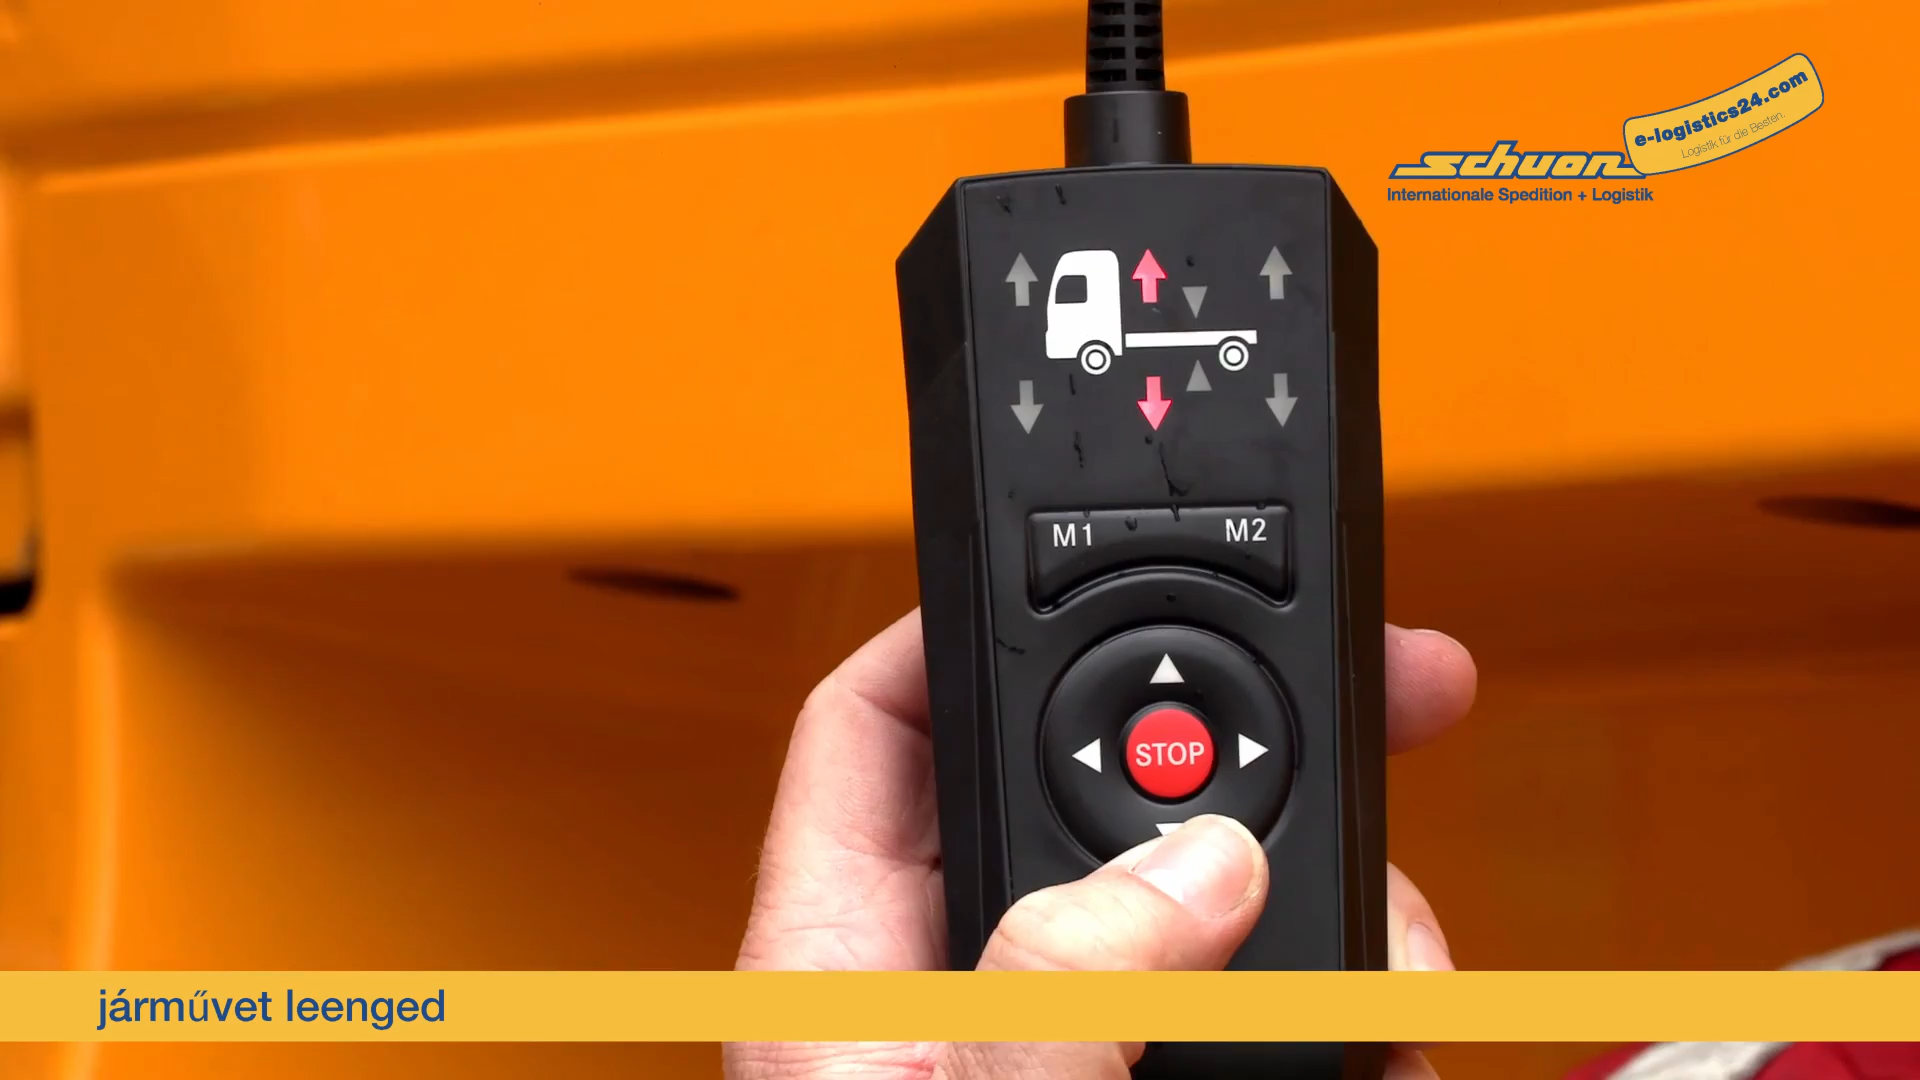 e-logistics24.com
Logistik für die Besten.
schuon
Internationale Spedition + Logistik
M1 M2
STOP
járművet leenged